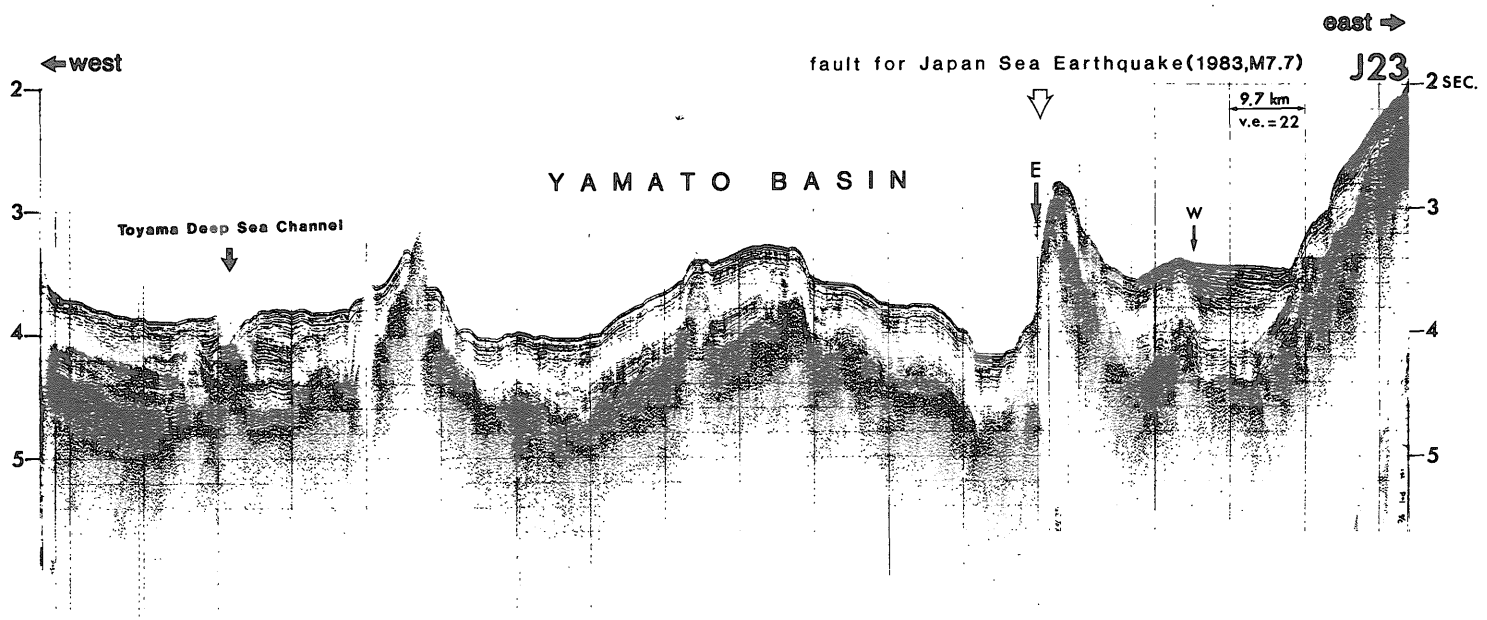 east →
← west
fault for Japan Sea Earthquake(1983,M7.7)
J23
2
2 SEC.
9.7 km
v.e.=22
YAMATO BASIN
E
3
3
W
Toyama Deep Sea Channel
4
4
5
5